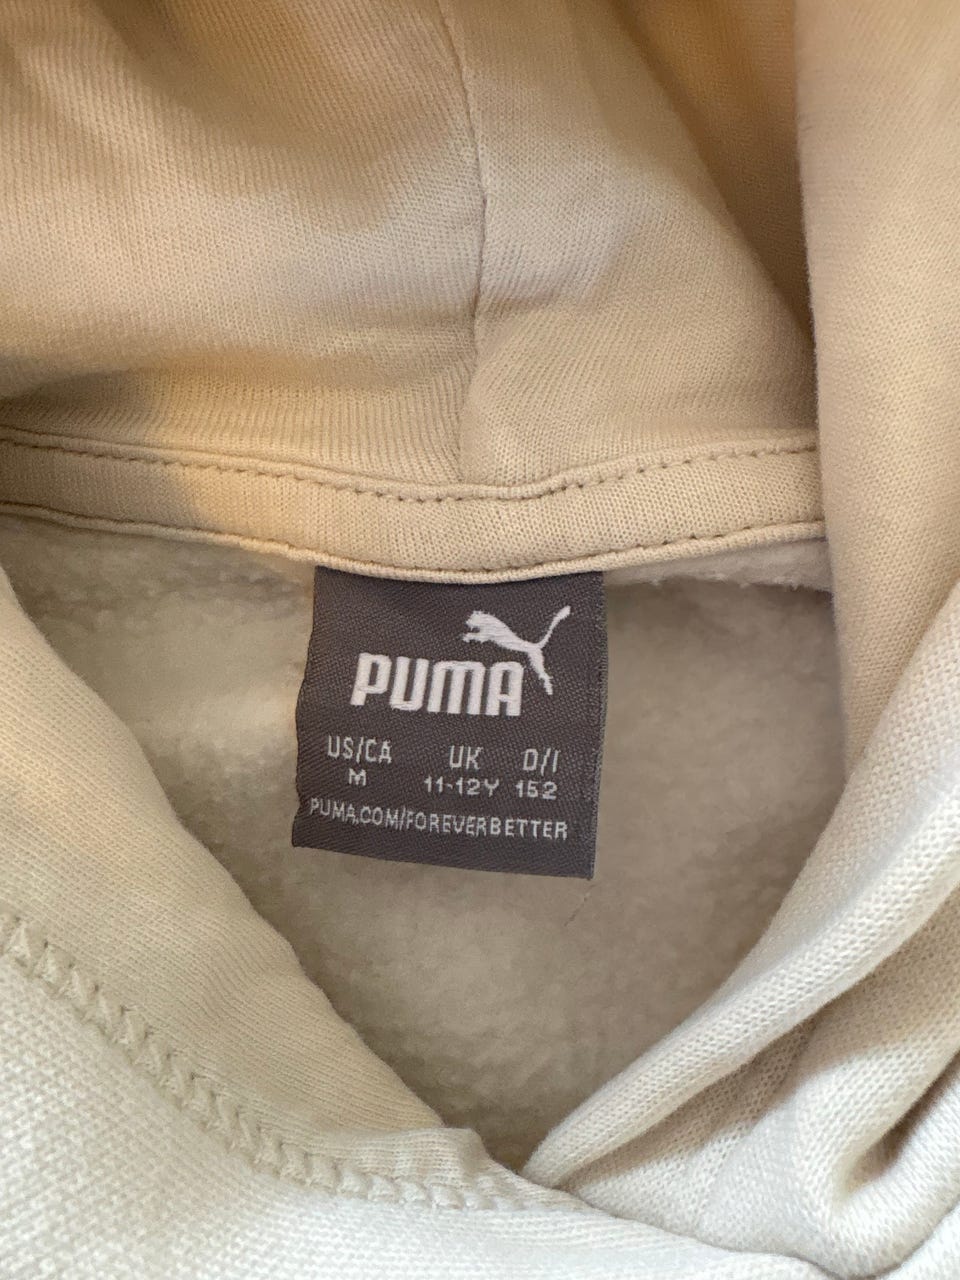 PUMA
US/CA UK D/I
M 11-12Y 152
PUMA.COM/FOREVERBETTER